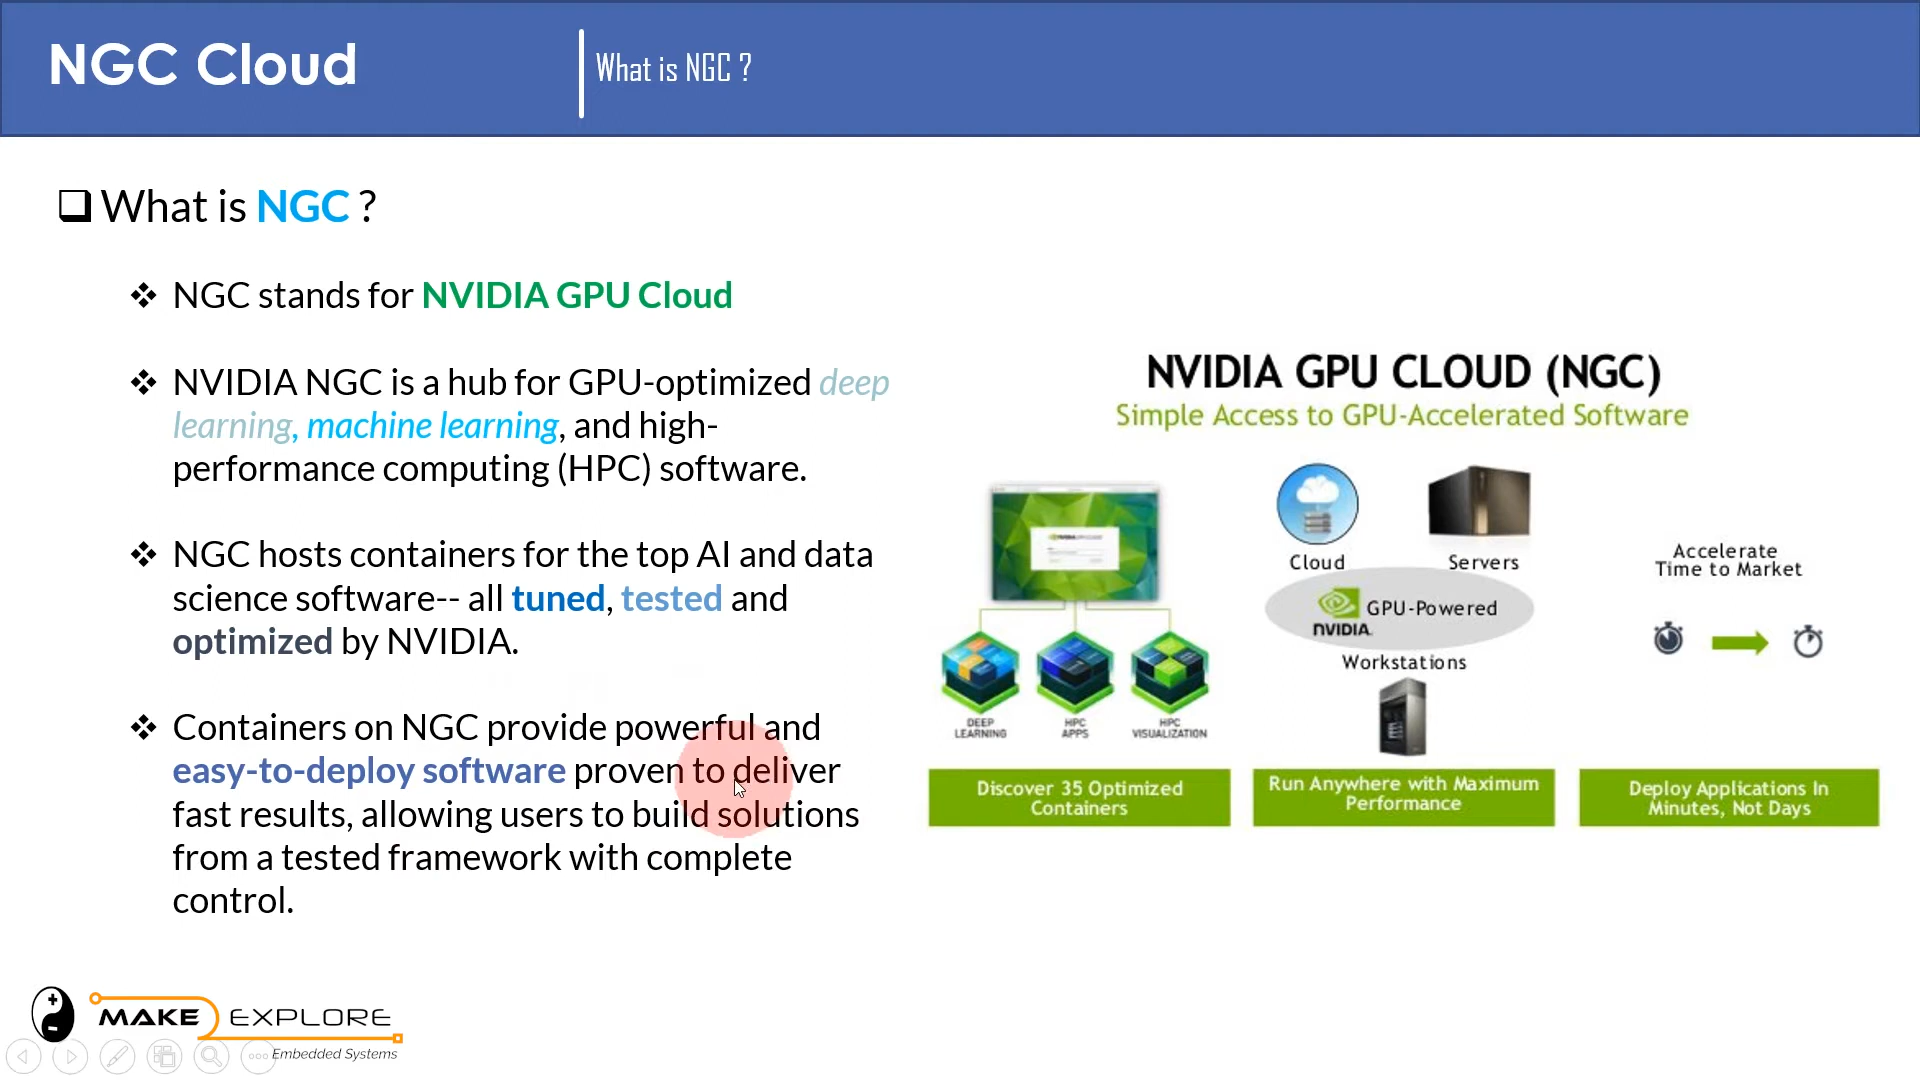 NGC Cloud
What is NGC ?
What is NGC ?
NGC stands for NVIDIA GPU Cloud
NVIDIA NGC is a hub for GPU-optimized deep
learning, machine learning, and high-
performance computing (HPC) software.
NGC hosts containers for the top AI and data
science software-- all tuned, tested and
optimized by NVIDIA.
Containers on NGC provide powerful and
easy-to-deploy software proven to deliver
fast results, allowing users to build solutions
from a tested framework with complete
control.
NVIDIA GPU CLOUD (NGC)
Simple Access to GPU-Accelerated Software
DEEP
LEARNING
HPC
APPS
HPC
VISUALIZATION
Discover 35 Optimized
Containers
Cloud
Servers
NVIDIA.
GPU-Powered
Workstations
Run Anywhere with Maximum
Performance
Accelerate
Time to Market
Deploy Applications In
Minutes, Not Days
MAKE EXPLORE
Embedded Systems